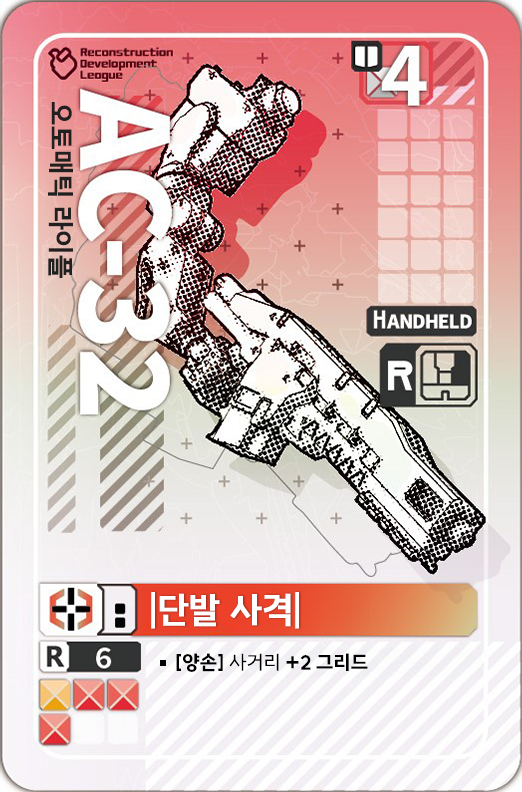 Reconstruction
Development
League
4
AC-32
오토매틱 라이플
HANDHELD
R
|단발 사격|
R 6
▪ [양손] 사거리 +2 그리드